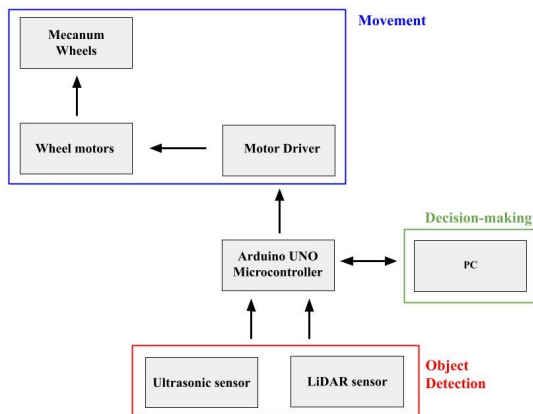 Movement
Mecanum
Wheels
Wheel motors
Motor Driver
Decision-making
Arduino UNO
Microcontroller
PC
Ultrasonic sensor
LiDAR sensor
Object
Detection